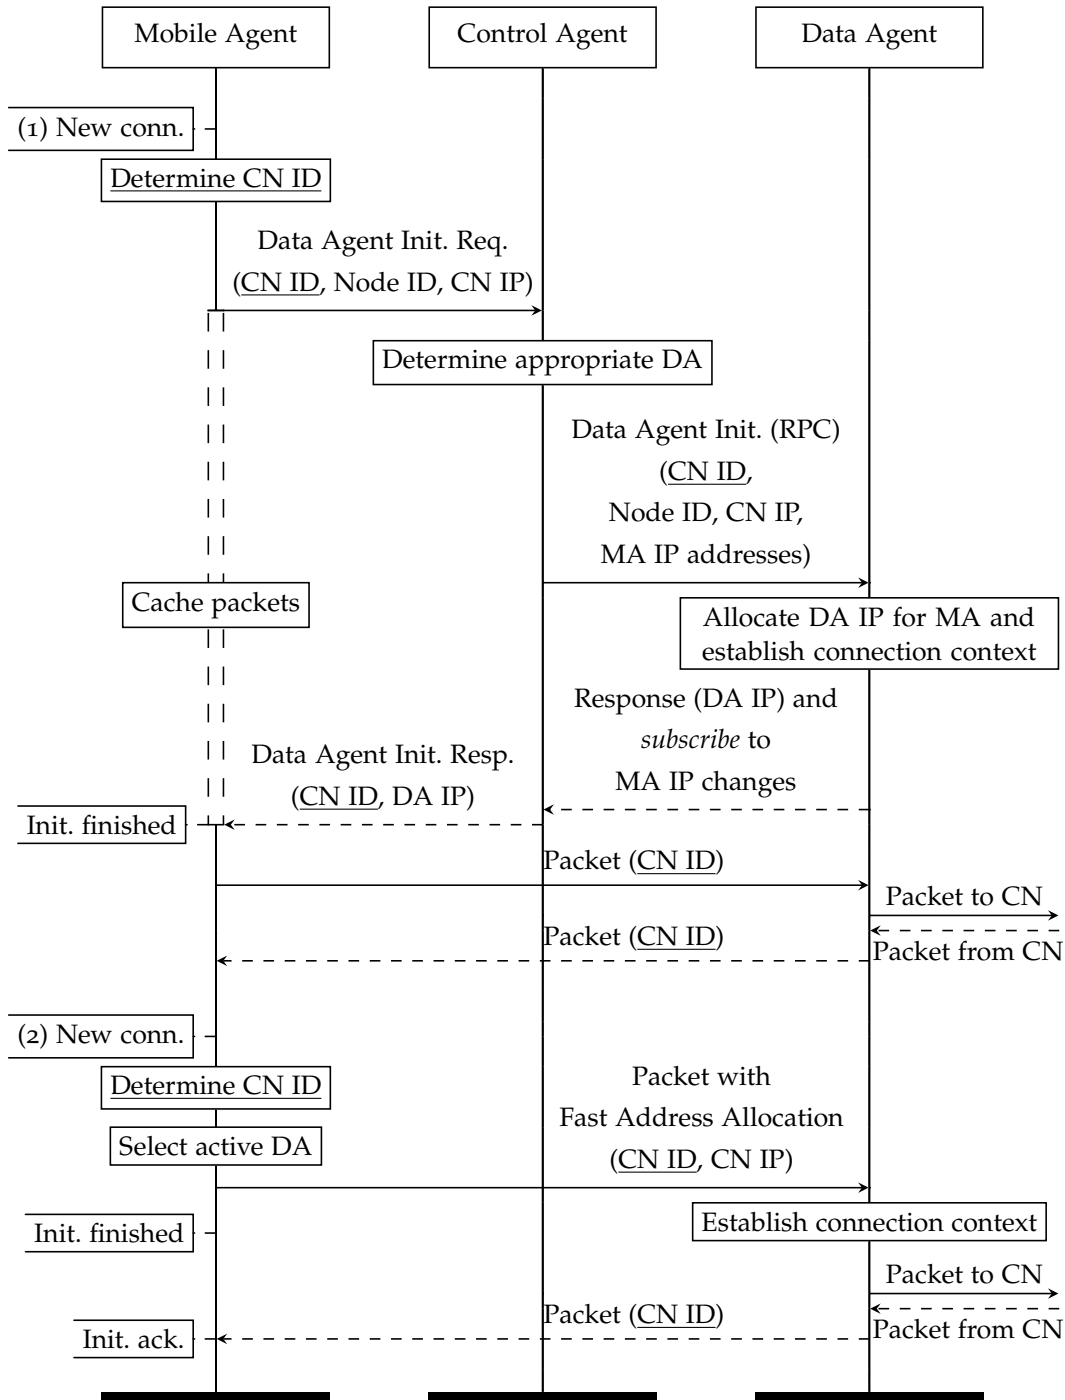 Mobile Agent
Control Agent
Data Agent
(1) New conn.
Determine CN ID
Data Agent Init. Req.
(CN ID, Node ID, CN IP)
Determine appropriate DA
Data Agent Init. (RPC)
(CN ID,
Node ID, CN IP,
MA IP addresses)
Cache packets
Allocate DA IP for MA and
establish connection context
Response (DA IP) and
subscribe to
MA IP changes
Data Agent Init. Resp.
(CN ID, DA IP)
Init. finished
Packet (CN ID)
Packet to CN
Packet (CN ID)
Packet from CN
(2) New conn.
Determine CN ID
Packet with
Fast Address Allocation
(CN ID, CN IP)
Select active DA
Establish connection context
Init. finished
Packet to CN
Packet (CN ID)
Packet from CN
Init. ack.